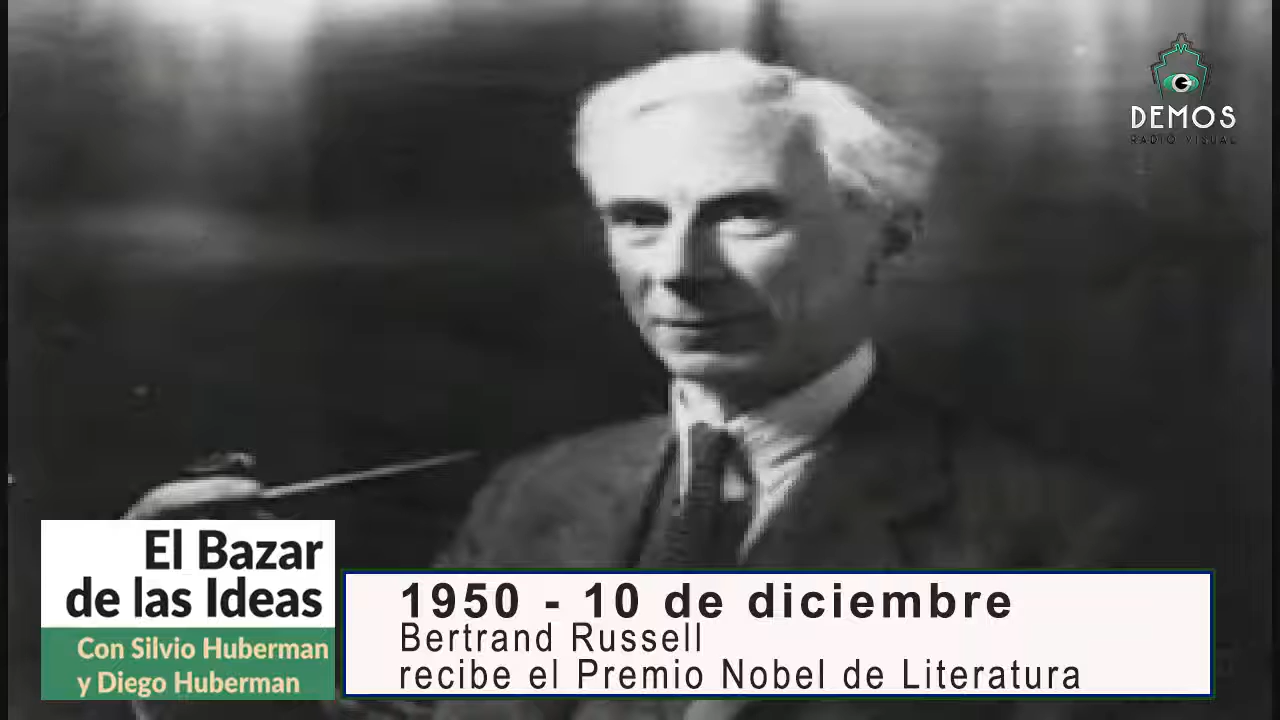 DEMOS
RADIO VISUAL
El Bazar
de las Ideas
Con Silvio Huberman
y Diego Huberman
1950 - 10 de diciembre
Bertrand Russell
recibe el Premio Nobel de Literatura